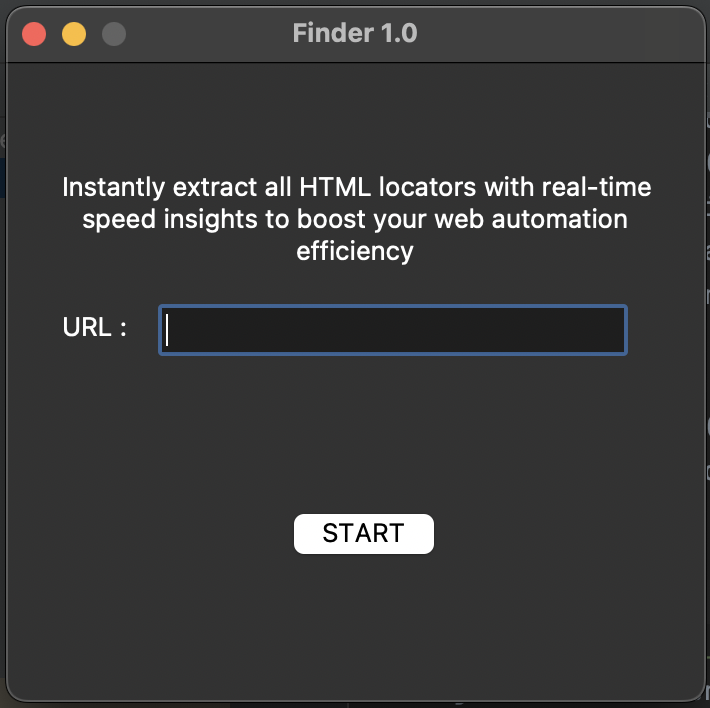 Finder 1.0
Instantly extract all HTML locators with real-time
speed insights to boost your web automation
efficiency
URL :
START